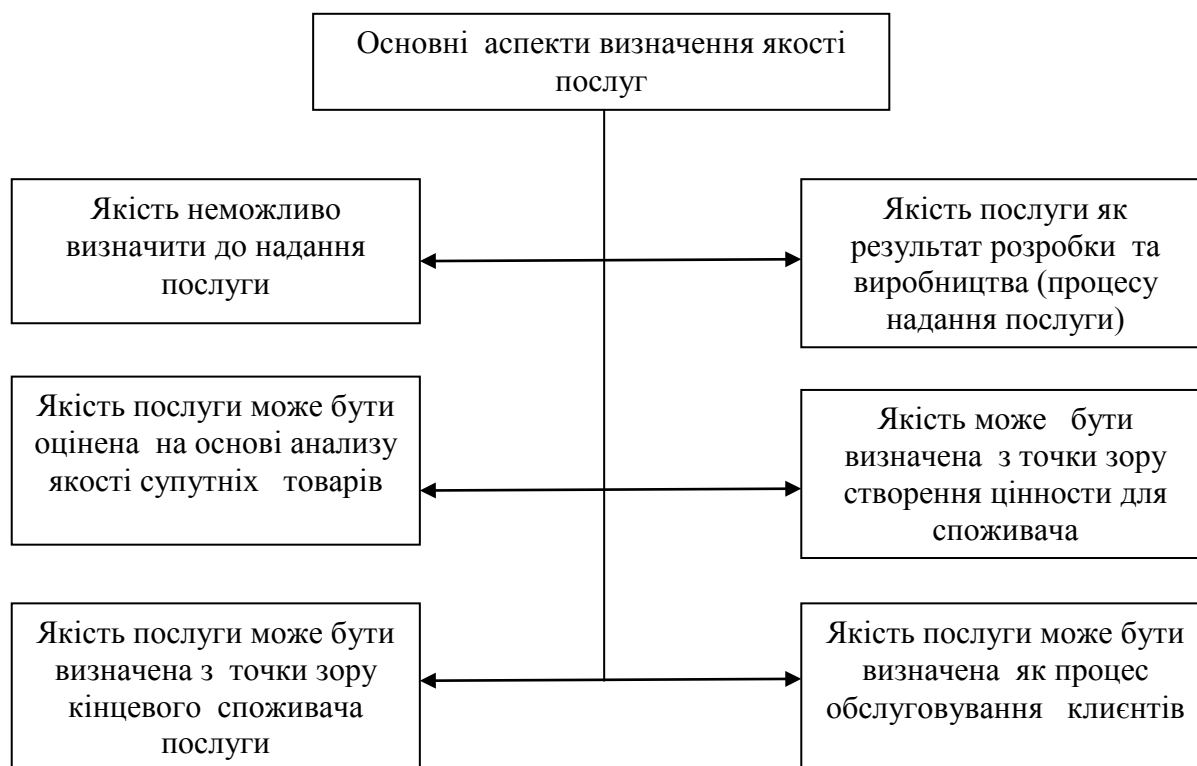 Основні аспекти визначення якості
послуг
Якість неможливо
визначити до надання
послуги
Якість послуги як
результат розробки та
виробництва (процесу
надання послуги)
Якість послуги може бути
оцінена на основі анализу
якості супутніх товарів
Якість може бути
визначена з точки зору
створення цінности для
споживача
Якість послуги може бути
визначена з точки зору
кінцевого споживача
послуги
Якість послуги може бути
визначена як процес
обслуговування клиєнтів